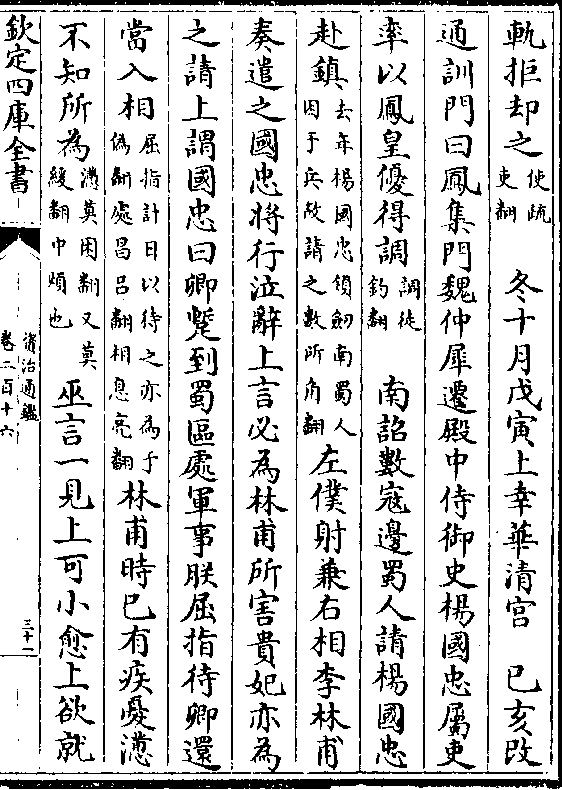 軌拒却之使疏吏翻　冬十月戊寅上幸華清宮　己亥改
通訓門曰鳳集門魏仲犀遷殿中侍御史楊國忠屬吏
率以鳳皇優得調調徒釣翻　南詔數寇邊蜀人請楊國忠
赴鎮去年楊國忠領劒南蜀人困于兵故請之數所角翻左僕射兼右相李林甫
奏遣之國忠將行泣辭上言必為林甫所害貴妃亦為
之請上謂國忠曰卿蹔到蜀區處軍事朕屈指待卿還
當入相屈指計日以待之亦為于偽翻處昌呂翻相息亮翻林甫時已有疾憂懣
不知所為懣莫困翻又莫緩翻中煩也巫言一見上可小愈上欲就
欽定四庫全書
資治通鑑
卷二百十六
三十一